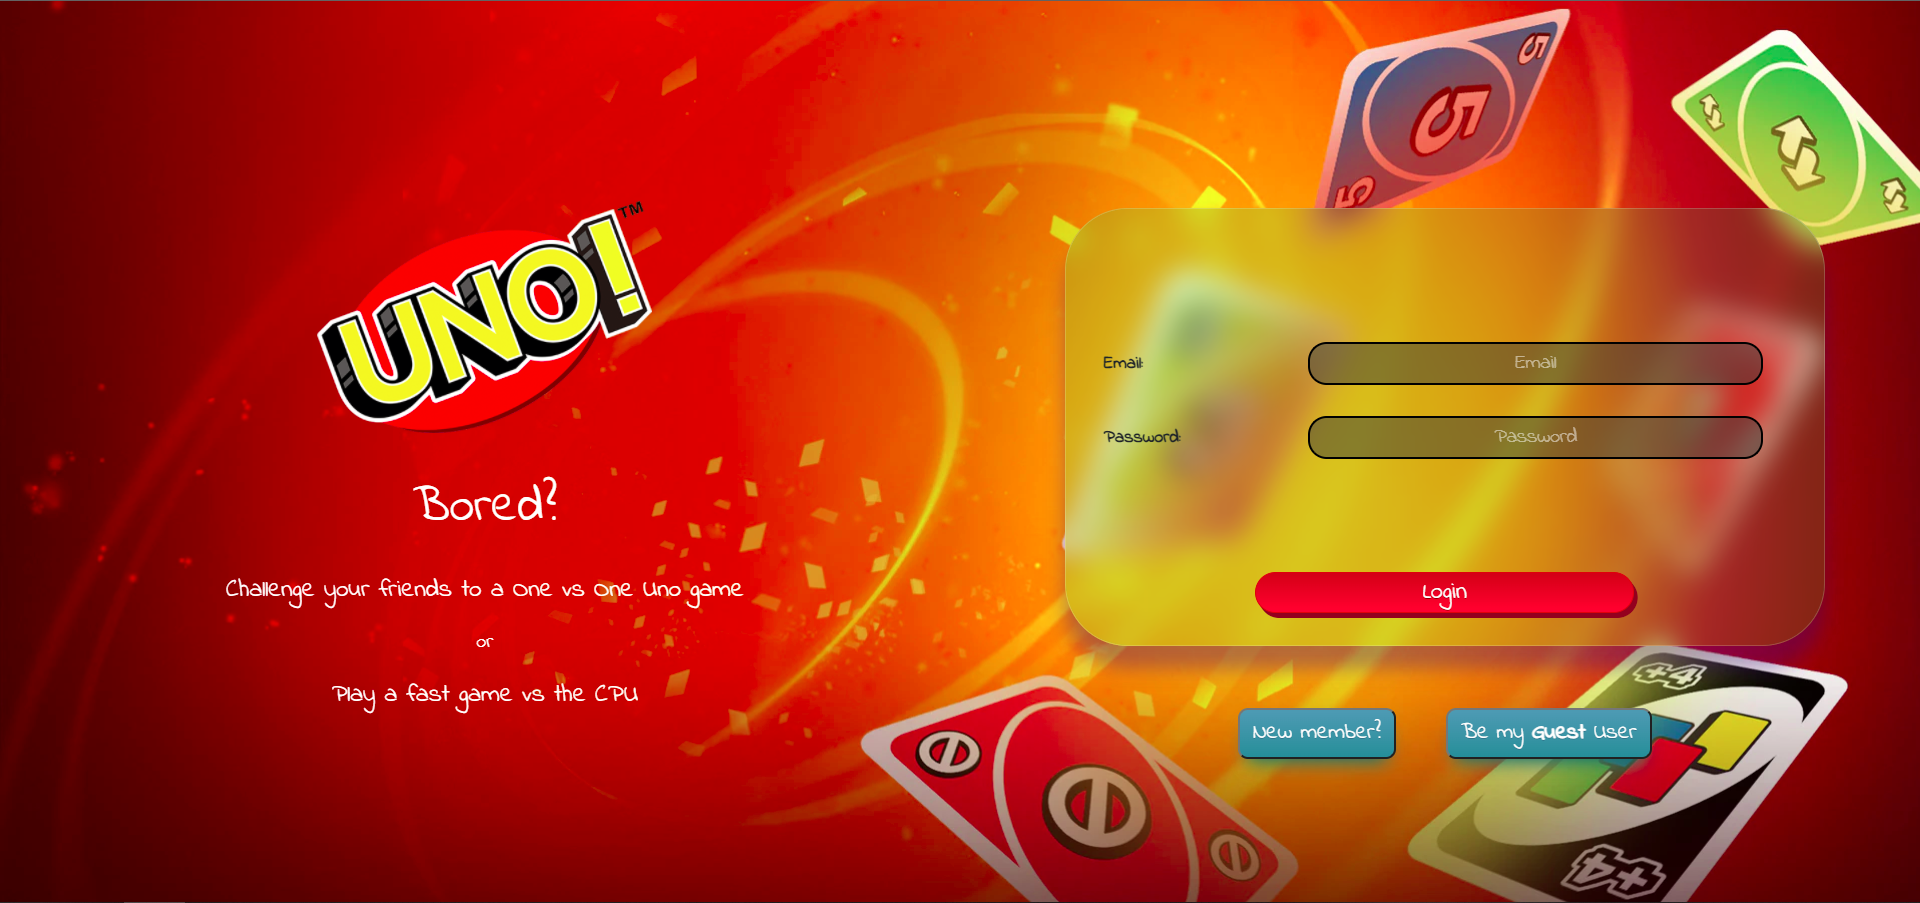 5
5
5
UNO!™
Email:
Email
Password:
Password
Bored?
Challenge your friends to a One vs One Uno game
or
Play a fast game vs the CPU
Login
+4
New member?
Be my Guest User
+4